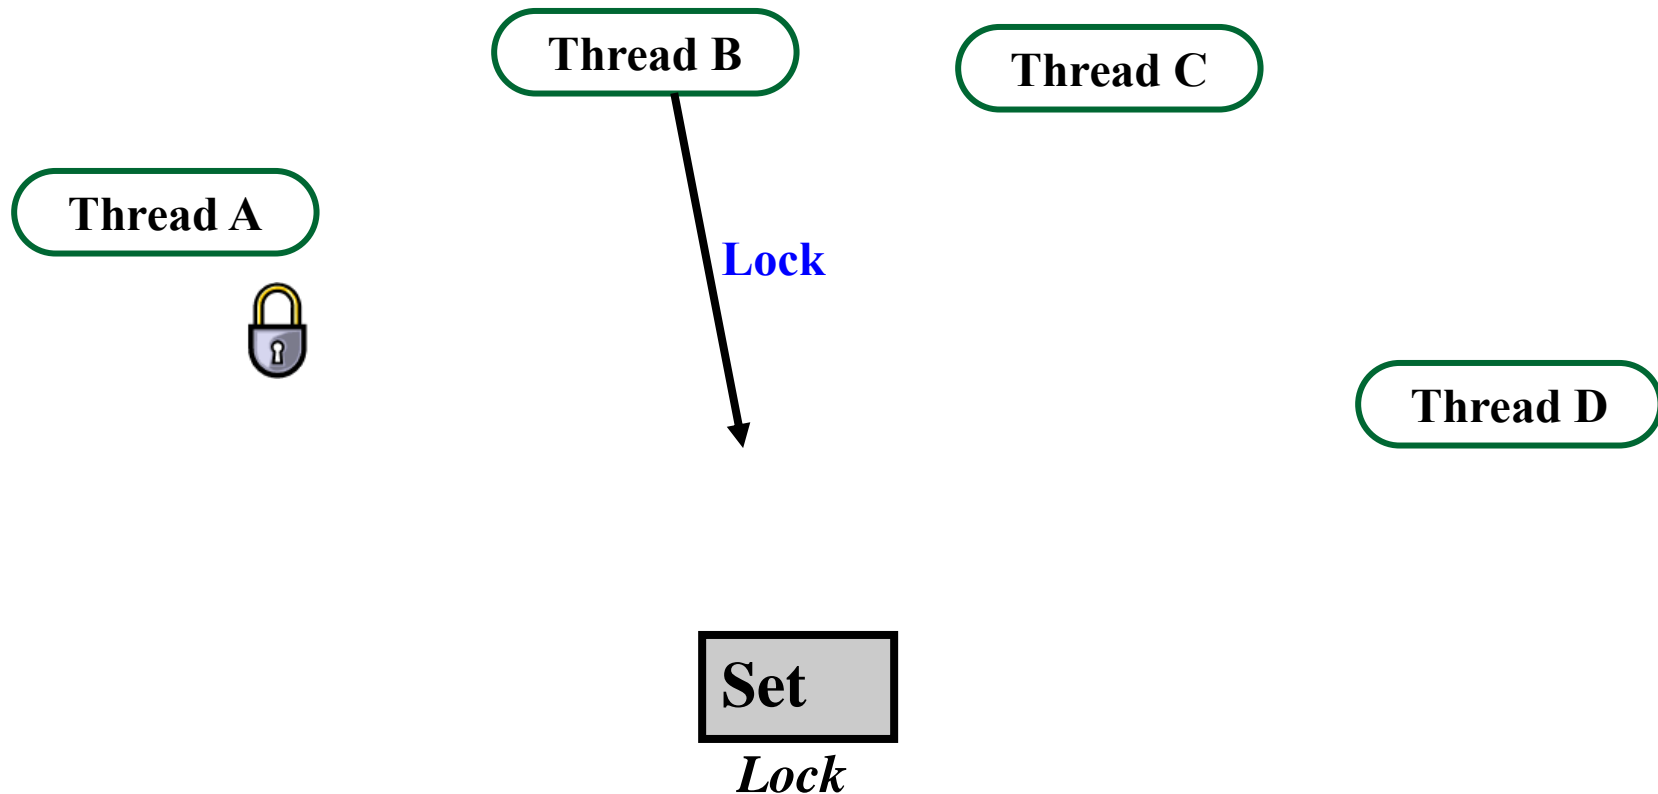 Thread B
Thread C
Thread A
Lock
Thread D
Set
Lock